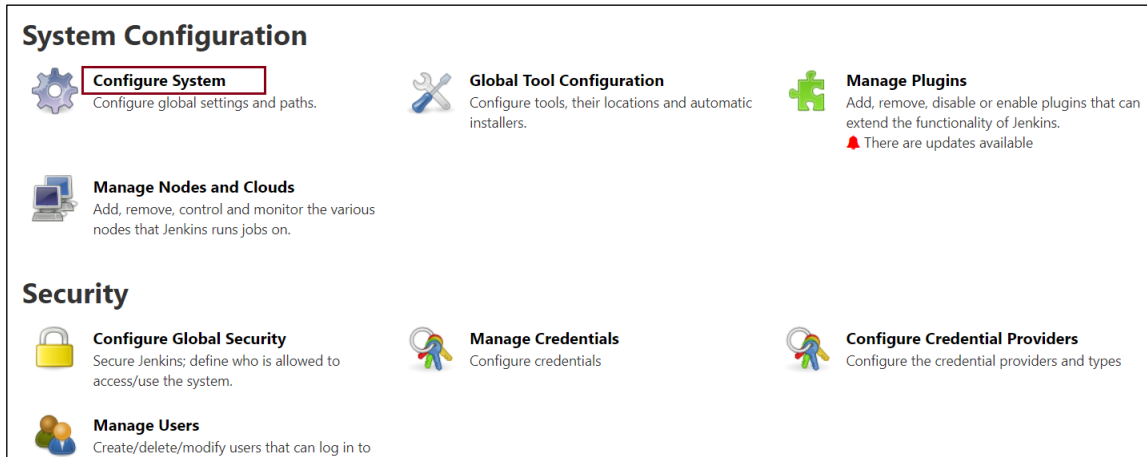 System Configuration
Configure System
Configure global settings and paths.
Global Tool Configuration
Configure tools, their locations and automatic
installers.
Manage Plugins
Add, remove, disable or enable plugins that can
extend the functionality of Jenkins.
There are updates available
Manage Nodes and Clouds
Add, remove, control and monitor the various
nodes that Jenkins runs jobs on.
Security
Configure Global Security
Secure Jenkins; define who is allowed to
access/use the system.
Manage Credentials
Configure credentials
Configure Credential Providers
Configure the credential providers and types
Manage Users
Create/delete/modify users that can log in to